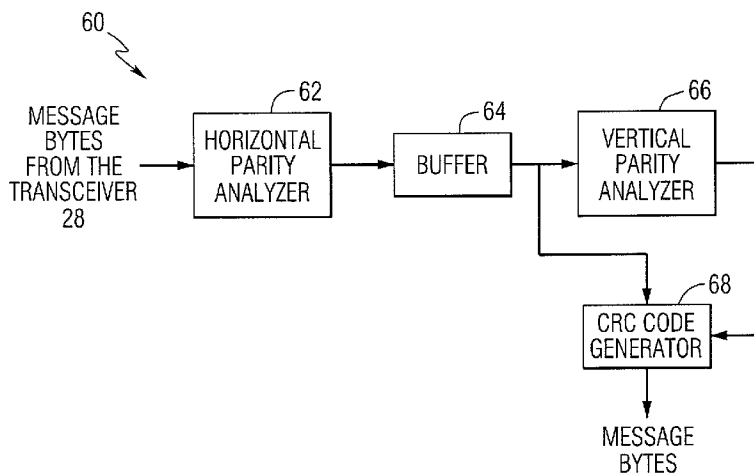 60
MESSAGE
BYTES
FROM THE
TRANSCEIVER
28
62
HORIZONTAL
PARITY
ANALYZER
64
BUFFER
66
VERTICAL
PARITY
ANALYZER
68
CRC CODE
GENERATOR
MESSAGE
BYTES